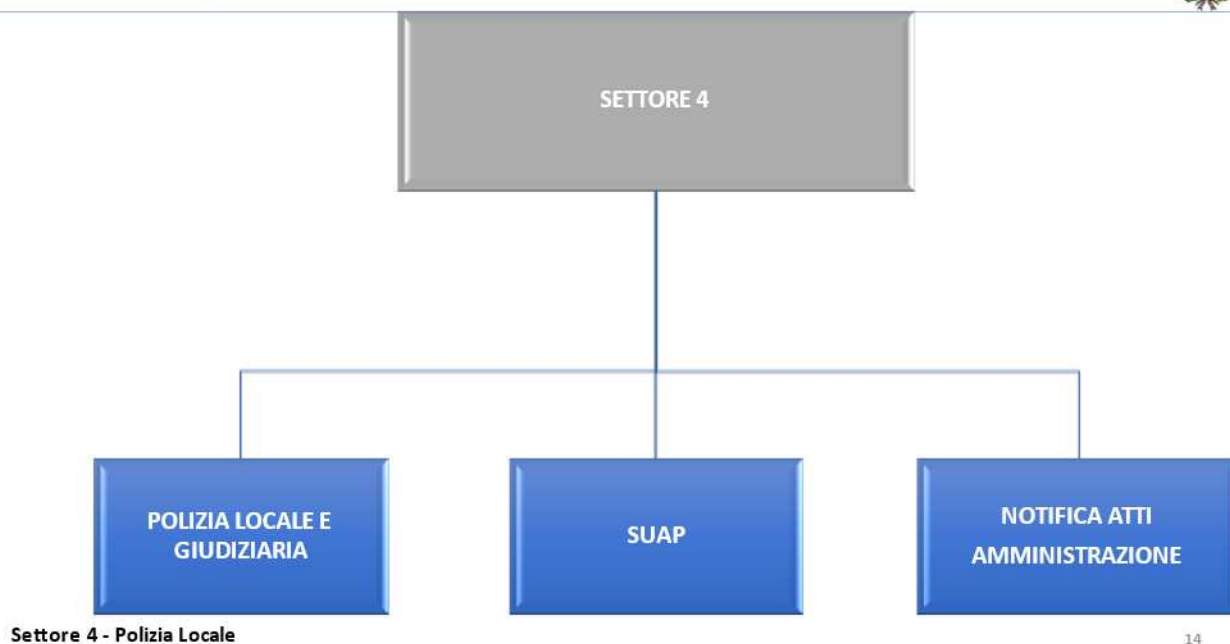 SETTORE 4
POLIZIA LOCALE E
GIUDIZIARIA
SUAP
NOTIFICA ATTI
AMMINISTRAZIONE
Settore 4 - Polizia Locale
14